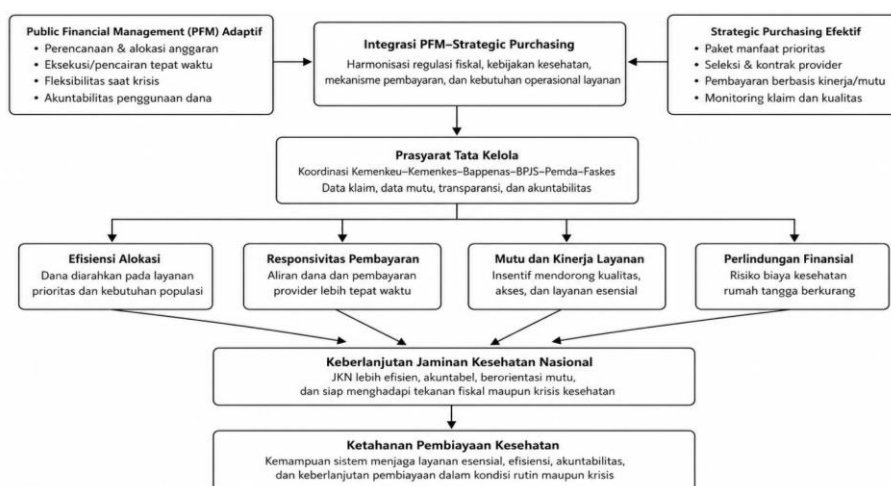 Public Financial Management (PFM) Adaptif
• Perencanaan & alokasi anggaran
• Eksekusi/pencairan tepat waktu
• Fleksibilitas saat krisis
• Akuntabilitas penggunaan dana
Integrasi PFM–Strategic Purchasing
Harmonisasi regulasi fiskal, kebijakan kesehatan,
mekanisme pembayaran, dan kebutuhan operasional layanan
Strategic Purchasing Efektif
• Paket manfaat prioritas
• Seleksi & kontrak provider
• Pembayaran berbasis kinerja/mutu
• Monitoring klaim dan kualitas
Prasyarat Tata Kelola
Koordinasi Kemenkeu–Kemenkes–Bappenas–BPJS–Pemda–Faskes
Data klaim, data mutu, transparansi, dan akuntabilitas
Efisiensi Alokasi
Dana diarahkan pada layanan
prioritas dan kebutuhan populasi
Responsivitas Pembayaran
Aliran dana dan pembayaran
provider lebih tepat waktu
Mutu dan Kinerja Layanan
Insentif mendorong kualitas,
akses, dan layanan esensial
Perlindungan Finansial
Risiko biaya kesehatan
rumah tangga berkurang
Keberlanjutan Jaminan Kesehatan Nasional
JKN lebih efisien, akuntabel, berorientasi mutu,
dan siap menghadapi tekanan fiskal maupun krisis kesehatan
Ketahanan Pembiayaan Kesehatan
Kemampuan sistem menjaga layanan esensial, efisiensi, akuntabilitas,
dan keberlanjutan pembiayaan dalam kondisi rutin maupun krisis